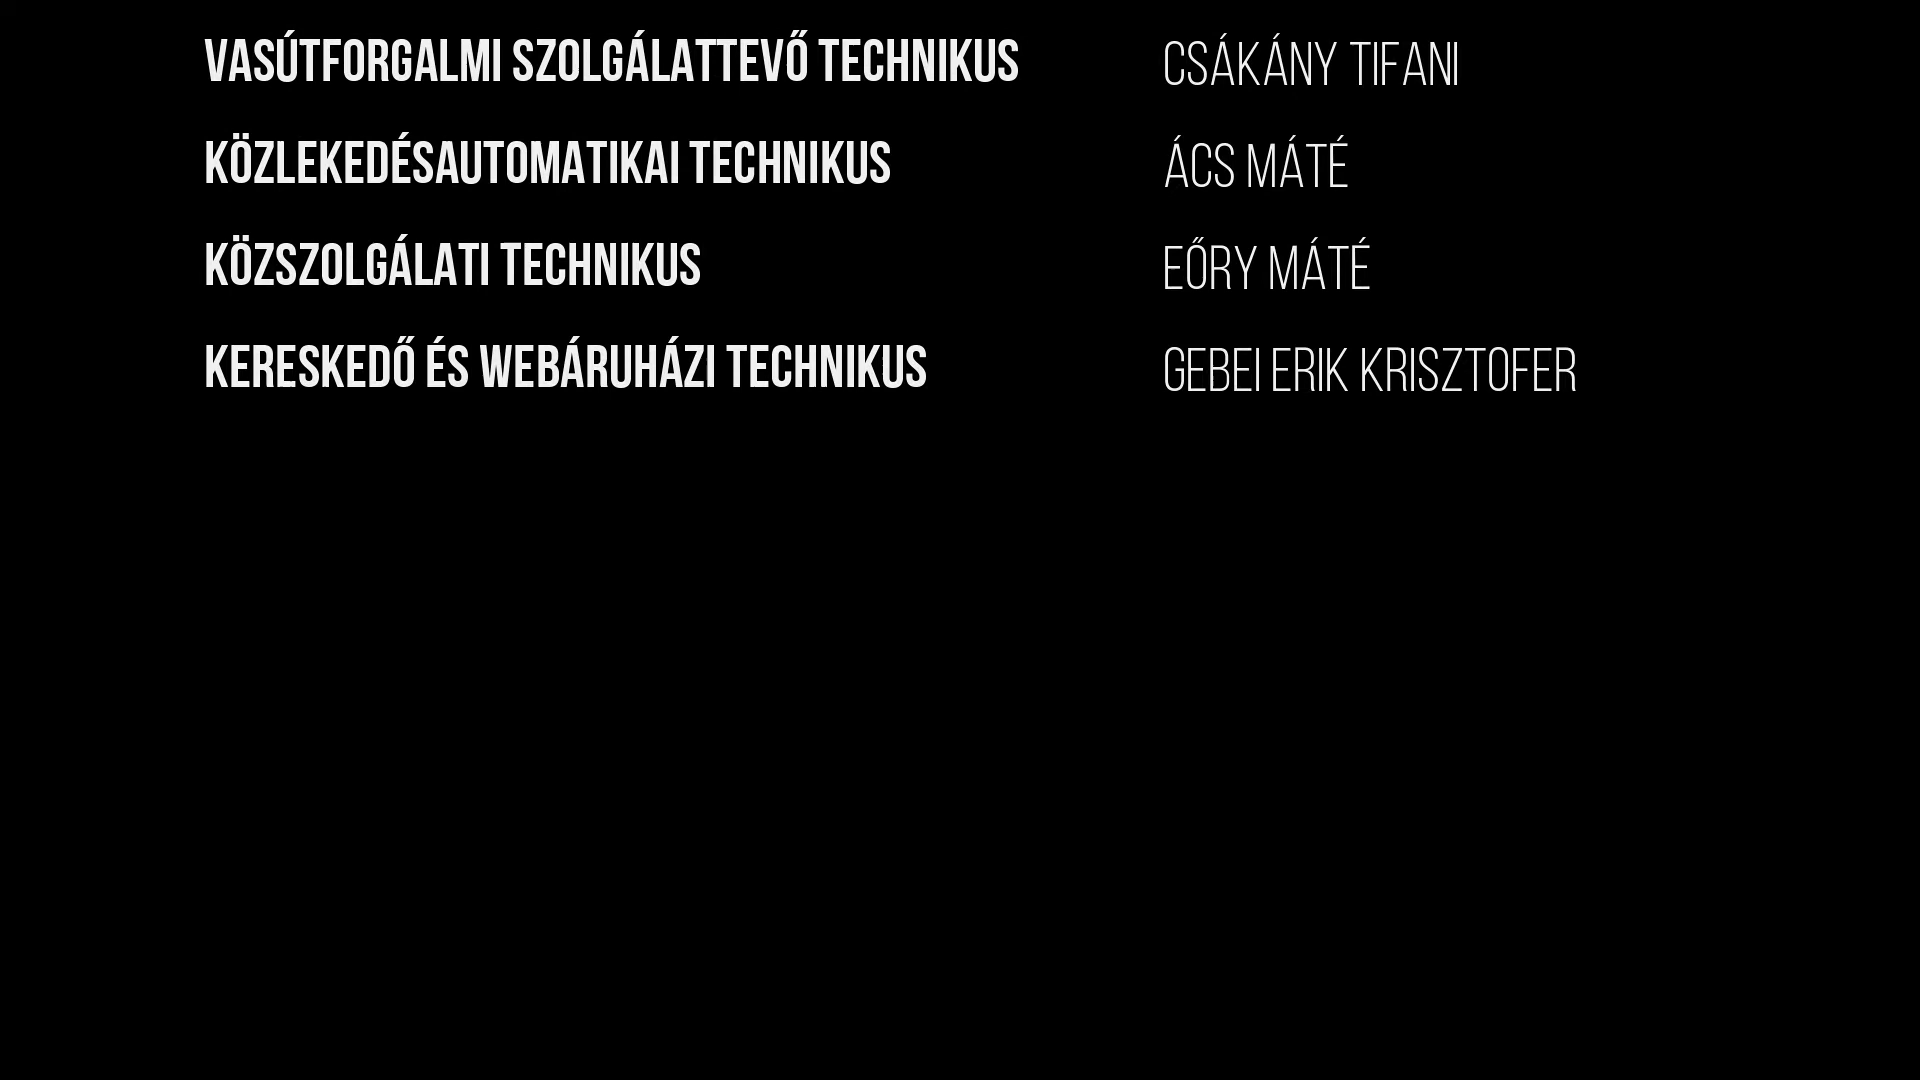 VASÚTFORGALMI SZOLGÁLATTEVŐ TECHNIKUS CSÁKÁNY TIFANI
KÖZLEKEDÉSAUTOMATIKAI TECHNIKUS ÁCS MÁTÉ
KÖZSZOLGÁLATI TECHNIKUS EŐRY MÁTÉ
KERESKEDŐ ÉS WEBÁRUHÁZI TECHNIKUS GEBEI ERIK KRISZTOFER